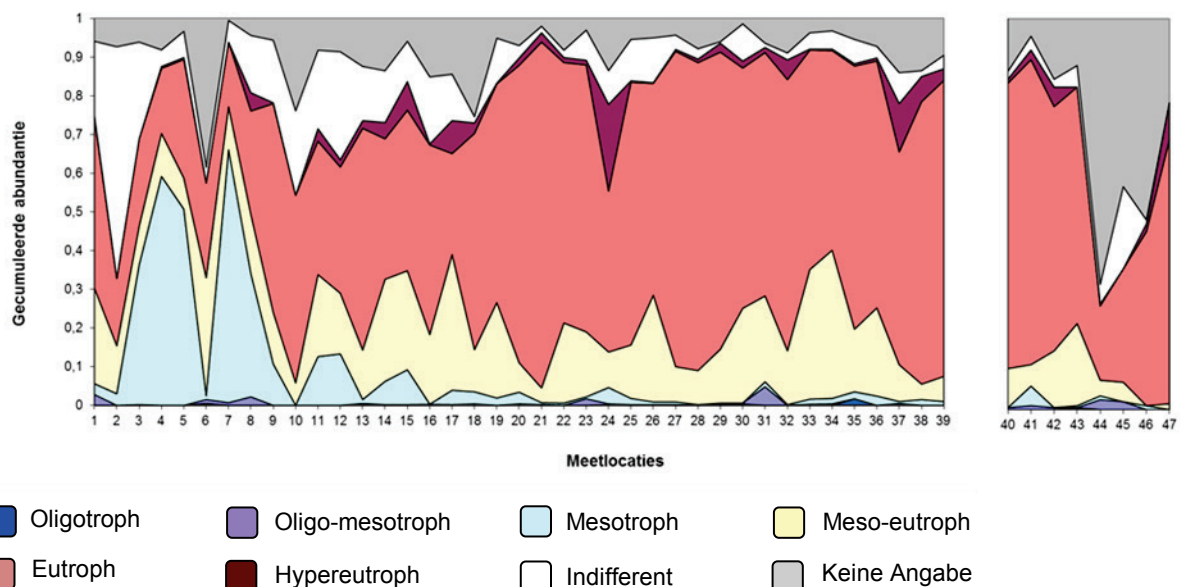 Gecumuleerde abundantie
1
0,9
0,8
0,7
0,6
0,5
0,4
0,3
0,2
0,1
0
1 2 3 4 5 6 7 8 9 10 11 12 13 14 15 16 17 18 19 20 21 22 23 24 25 26 27 28 29 30 31 32 33 34 35 36 37 38 39
40 41 42 43 44 45 46 47
Meetlocaties
Oligotroph Oligo-mesotroph Mesotroph Meso-eutroph
Eutroph Hypereutroph Indifferent Keine Angabe